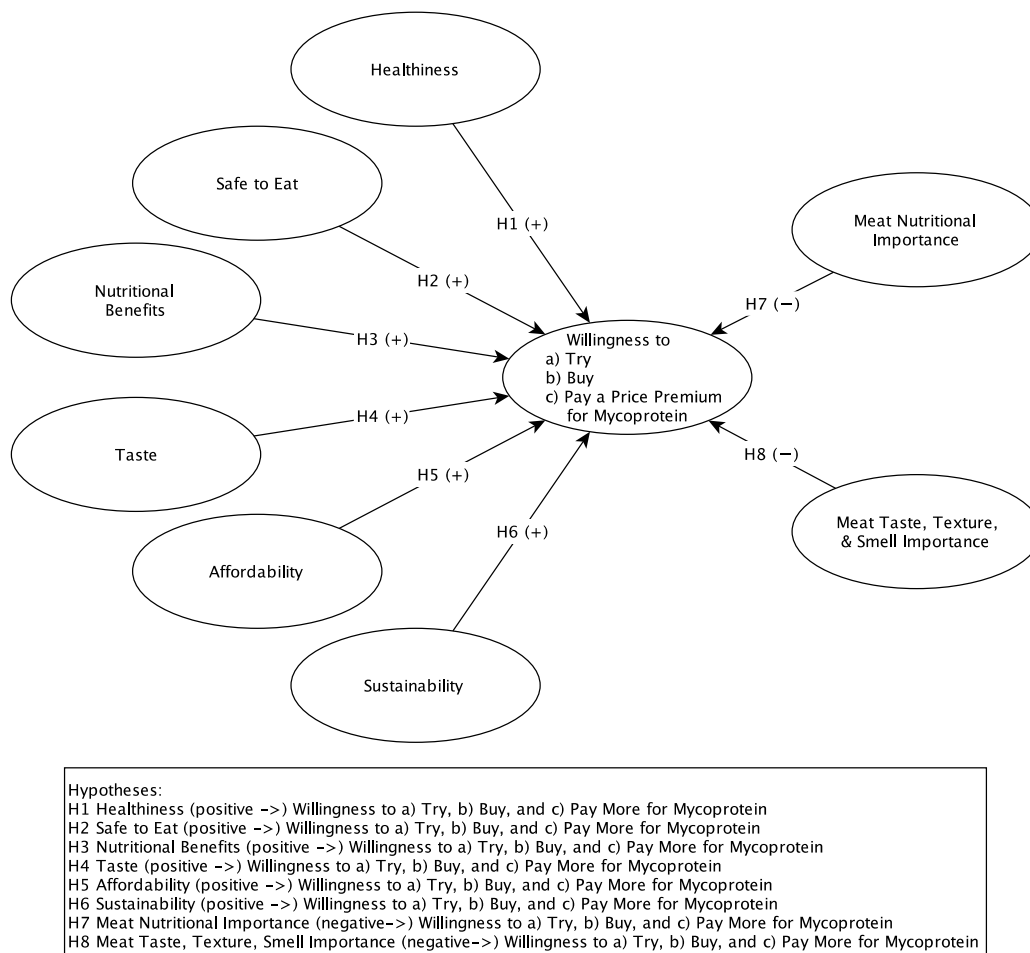 Healthiness
Safe to Eat
Nutritional
Benefits
Taste
Affordability
Sustainability
H1 (+)
H2 (+)
H3 (+)
H4 (+)
H5 (+)
H6 (+)
Willingness to
a) Try
b) Buy
c) Pay a Price Premium
for Mycoprotein
H7 (−)
H8 (−)
Meat Nutritional
Importance
Meat Taste, Texture,
& Smell Importance
Hypotheses:
H1 Healthiness (positive −>) Willingness to a) Try, b) Buy, and c) Pay More for Mycoprotein
H2 Safe to Eat (positive −>) Willingness to a) Try, b) Buy, and c) Pay More for Mycoprotein
H3 Nutritional Benefits (positive −>) Willingness to a) Try, b) Buy, and c) Pay More for Mycoprotein
H4 Taste (positive −>) Willingness to a) Try, b) Buy, and c) Pay More for Mycoprotein
H5 Affordability (positive −>) Willingness to a) Try, b) Buy, and c) Pay More for Mycoprotein
H6 Sustainability (positive −>) Willingness to a) Try, b) Buy, and c) Pay More for Mycoprotein
H7 Meat Nutritional Importance (negative−>) Willingness to a) Try, b) Buy, and c) Pay More for Mycoprotein
H8 Meat Taste, Texture, Smell Importance (negative−>) Willingness to a) Try, b) Buy, and c) Pay More for Mycoprotein